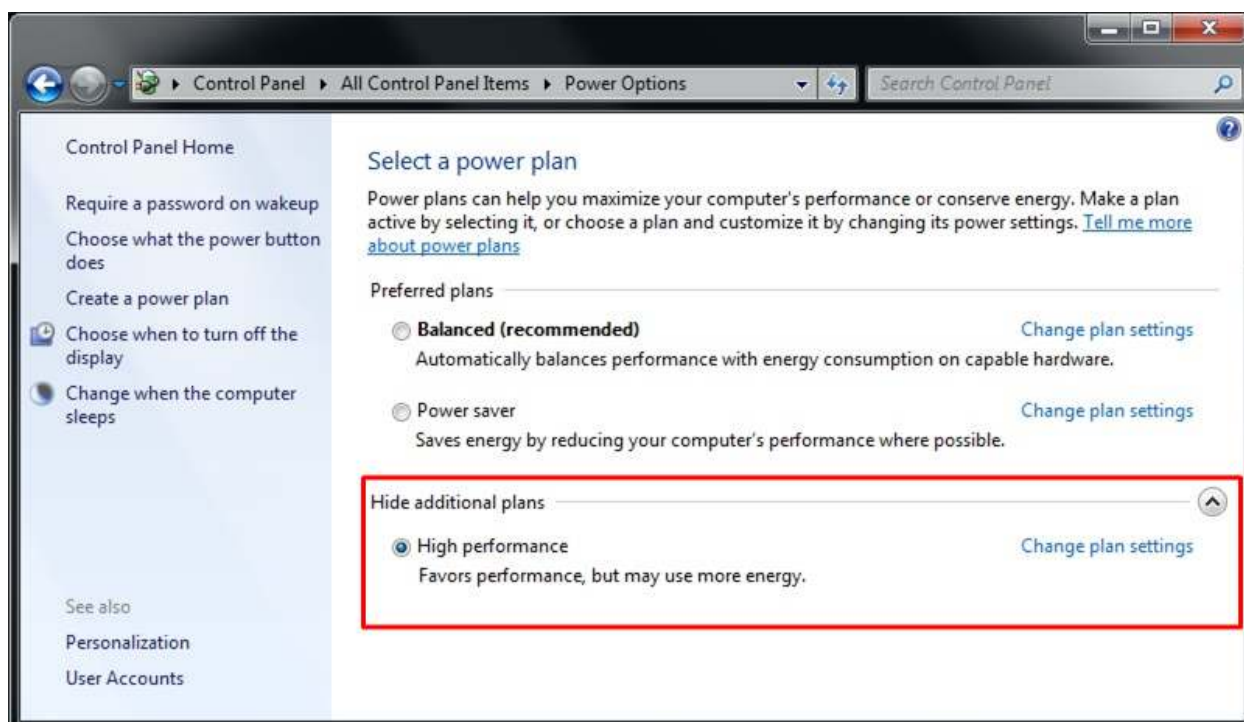 Control Panel All Control Panel Items Power Options
Search Control Panel
Control Panel Home
Require a password on wakeup
Choose what the power button
does
Create a power plan
Choose when to turn off the
display
Change when the computer
sleeps
See also
Personalization
User Accounts
Select a power plan
Power plans can help you maximize your computer's performance or conserve energy. Make a plan
active by selecting it, or choose a plan and customize it by changing its power settings. Tell me more
about power plans
Preferred plans
Balanced (recommended) Change plan settings
Automatically balances performance with energy consumption on capable hardware.
Power saver Change plan settings
Saves energy by reducing your computer's performance where possible.
Hide additional plans
High performance Change plan settings
Favors performance, but may use more energy.